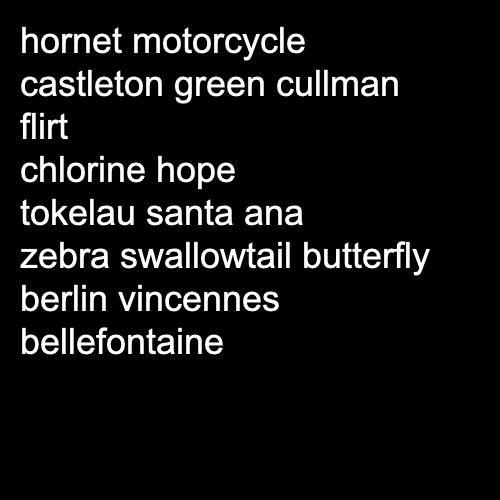 hornet motorcycle
castleton green cullman
flirt
chlorine hope
tokelau santa ana
zebra swallowtail butterfly
berlin vincennes
bellefontaine